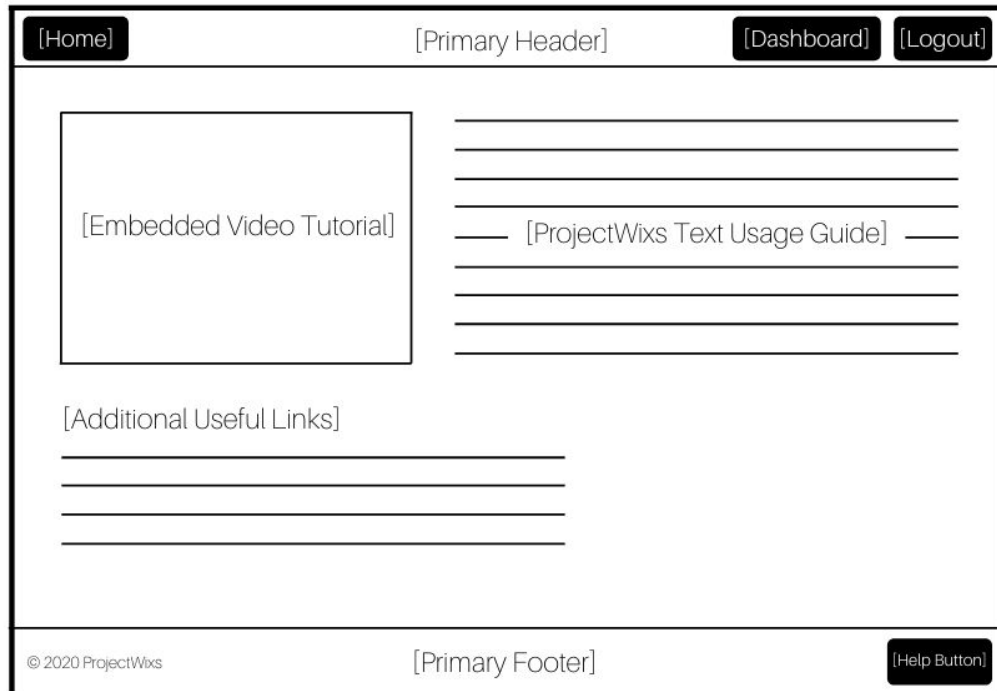 [Home]
[Primary Header]
[Dashboard]
[Logout]
[Embedded Video Tutorial]
[ProjectWixs Text Usage Guide]
[Additional Useful Links]
© 2020 ProjectWixs
[Primary Footer]
[Help Button]